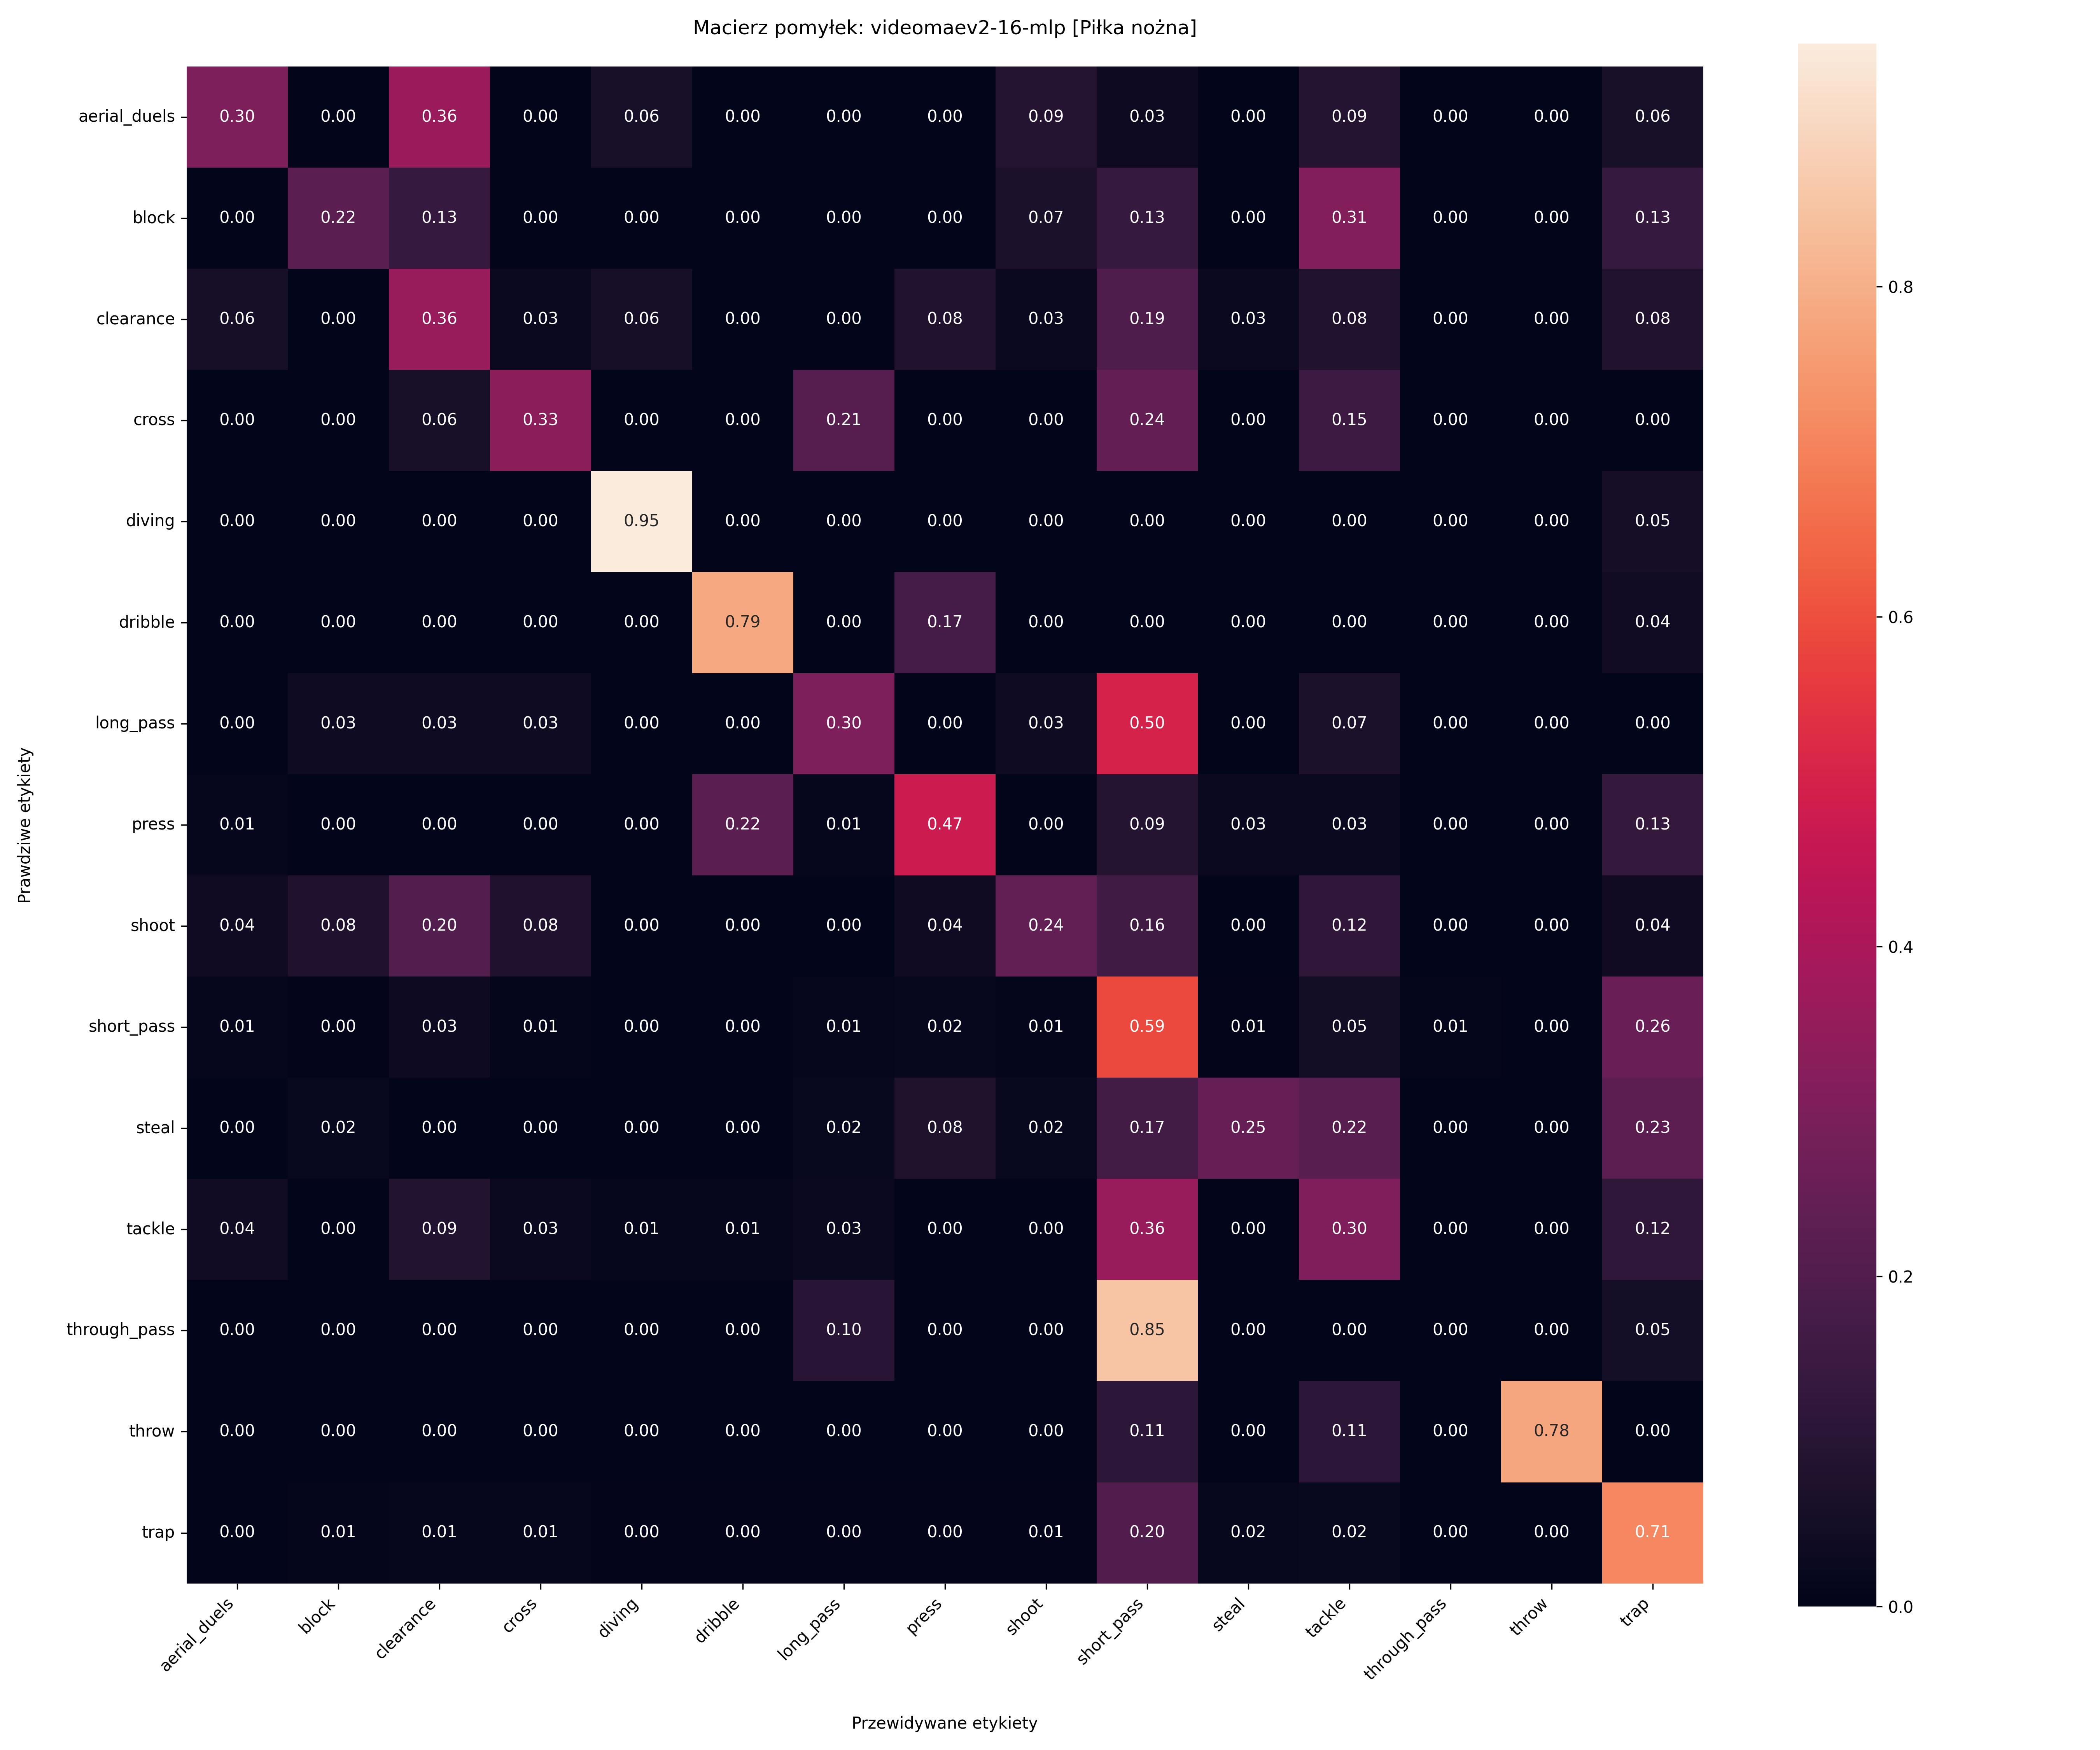 Macierz pomyłek: videomaev2-16-mlp [Piłka nożna]
aerial_duels 0.30 0.00 0.36 0.00 0.06 0.00 0.00 0.00 0.09 0.03 0.00 0.09 0.00 0.00 0.06
block 0.00 0.22 0.13 0.00 0.00 0.00 0.00 0.00 0.07 0.13 0.00 0.31 0.00 0.00 0.13
clearance 0.06 0.00 0.36 0.03 0.06 0.00 0.00 0.08 0.03 0.19 0.03 0.08 0.00 0.00 0.08
cross 0.00 0.00 0.06 0.33 0.00 0.00 0.21 0.00 0.00 0.24 0.00 0.15 0.00 0.00 0.00
diving 0.00 0.00 0.00 0.00 0.95 0.00 0.00 0.00 0.00 0.00 0.00 0.00 0.00 0.00 0.05
dribble 0.00 0.00 0.00 0.00 0.00 0.79 0.00 0.17 0.00 0.00 0.00 0.00 0.00 0.00 0.04
long_pass 0.00 0.03 0.03 0.03 0.00 0.00 0.30 0.00 0.03 0.50 0.00 0.07 0.00 0.00 0.00
press 0.01 0.00 0.00 0.00 0.00 0.22 0.01 0.47 0.00 0.09 0.03 0.03 0.00 0.00 0.13
shoot 0.04 0.08 0.20 0.08 0.00 0.00 0.00 0.04 0.24 0.16 0.00 0.12 0.00 0.00 0.04
short_pass 0.01 0.00 0.03 0.01 0.00 0.00 0.01 0.02 0.01 0.59 0.01 0.05 0.01 0.00 0.26
steal 0.00 0.02 0.00 0.00 0.00 0.00 0.02 0.08 0.02 0.17 0.25 0.22 0.00 0.00 0.23
tackle 0.04 0.00 0.09 0.03 0.01 0.01 0.03 0.00 0.00 0.36 0.00 0.30 0.00 0.00 0.12
through_pass 0.00 0.00 0.00 0.00 0.00 0.00 0.10 0.00 0.00 0.85 0.00 0.00 0.00 0.00 0.05
throw 0.00 0.00 0.00 0.00 0.00 0.00 0.00 0.00 0.00 0.11 0.00 0.11 0.00 0.78 0.00
trap 0.00 0.01 0.01 0.01 0.00 0.00 0.00 0.00 0.01 0.20 0.02 0.02 0.00 0.00 0.71
aerial_duels block clearance cross diving dribble long_pass press shoot short_pass steal tackle through_pass throw trap
Przewidywane etykiety
Prawdziwe etykiety
0.8
0.6
0.4
0.2
0.0